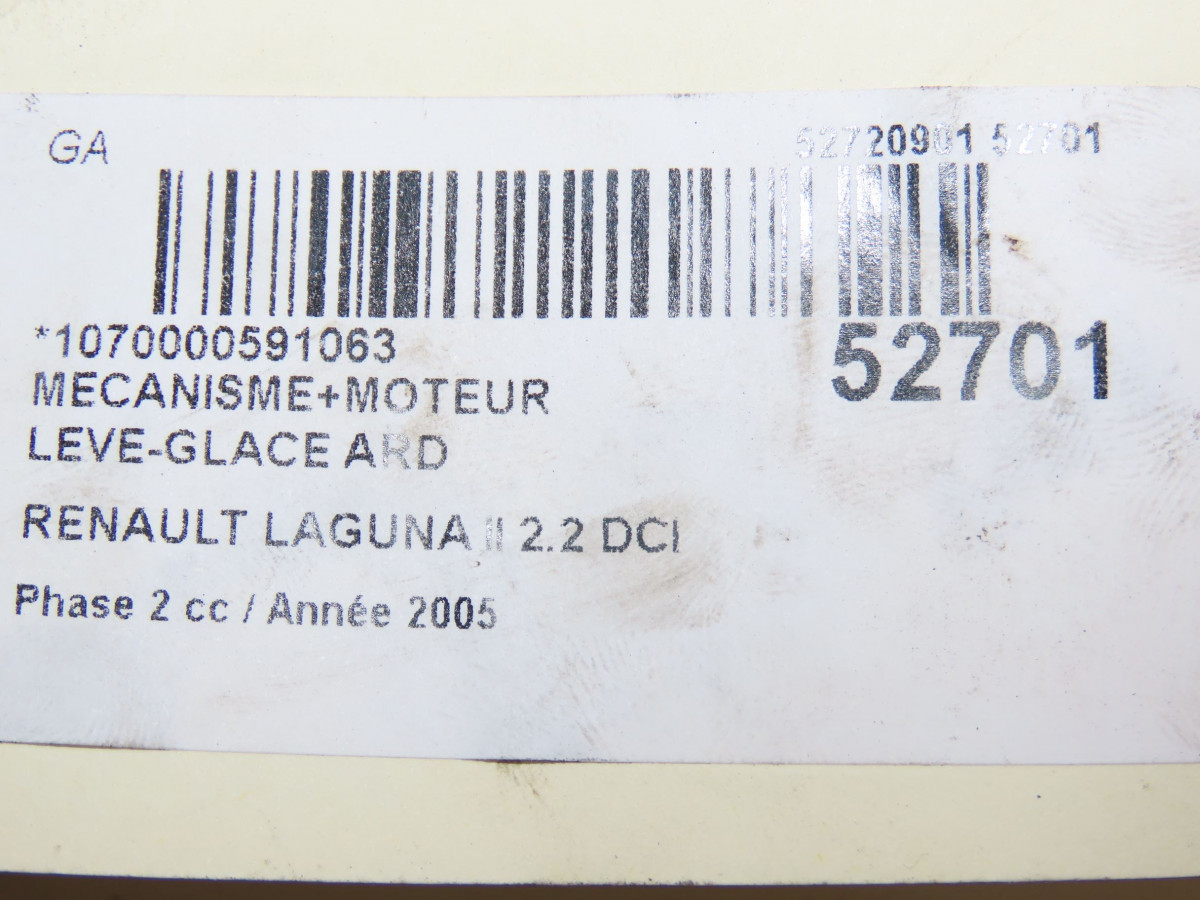 GA
52720901 52701
*1070000591063
52701
MECANISME+MOTEUR
LEVE-GLACE ARD
RENAULT LAGUNA II 2.2 DCI
Phase 2 cc / Année 2005